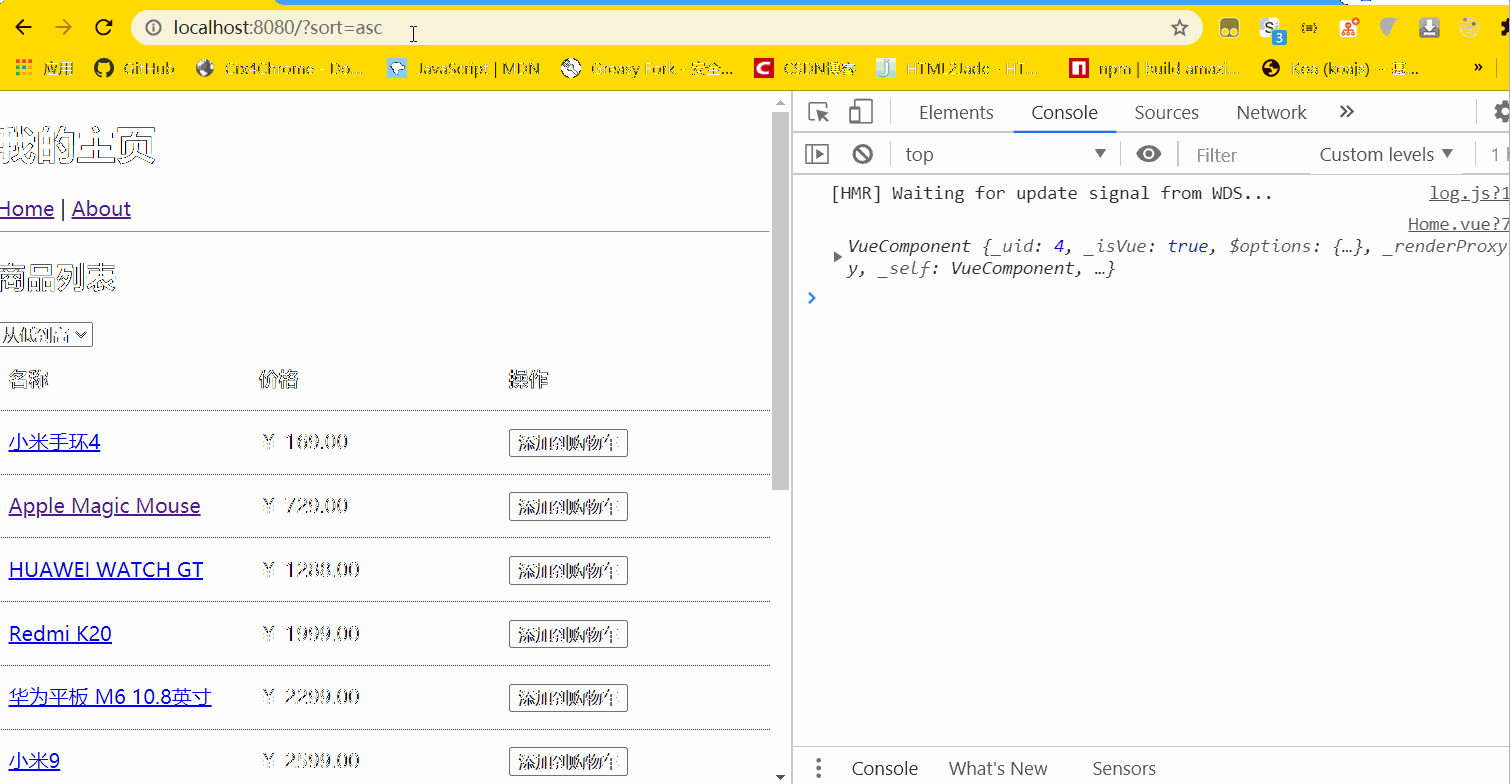 localhost:8080/?sort=asc
3
应用 GitHub Crx4Chrome - Do... JavaScript | MDN Greasy Fork - 安全... CSDN博客 HTML2Jade - HT... npm | build amazi... Koa (koajs) -- 基... »
我的主页
Home | About
商品列表
从低到高
名称 价格 操作
小米手环4 ￥ 169.00 添加到购物车
Apple Magic Mouse ￥ 729.00 添加到购物车
HUAWEI WATCH GT ￥ 1288.00 添加到购物车
Redmi K20 ￥ 1999.00 添加到购物车
华为平板 M6 10.8英寸 ￥ 2299.00 添加到购物车
小米9 ￥ 2599.00 添加到购物车
Elements Console Sources Network »
top Filter Custom levels 1
[HMR] Waiting for update signal from WDS... log.js?1
Home.vue?7
VueComponent {_uid: 4, _isVue: true, $options: {…}, _renderProxy
y, _self: VueComponent, …}
Console What's New Sensors